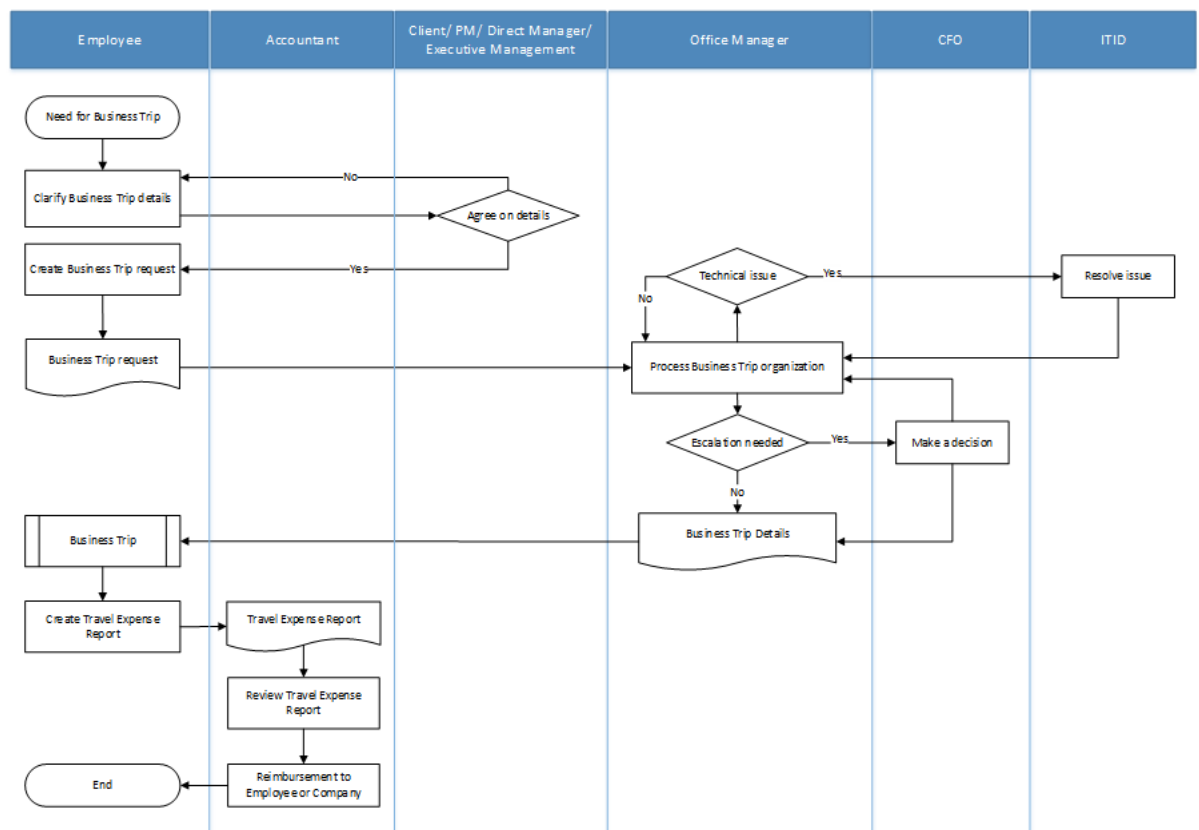 Employee
Accountant
Client/ PM/ Direct Manager/
Executive Management
Office Manager
CFO
ITID
Need for Business Trip
No
Clarify Business Trip details
Agree on details
Create Business Trip request
Yes
Technical issue
Yes
Resolve issue
No
Business Trip request
Process Business Trip organization
Escalation needed
Yes
Make a decision
No
Business Trip
Business Trip Details
Create Travel Expense
Report
Travel Expense Report
Review Travel Expense
Report
End
Reimbursement to
Employee or Company